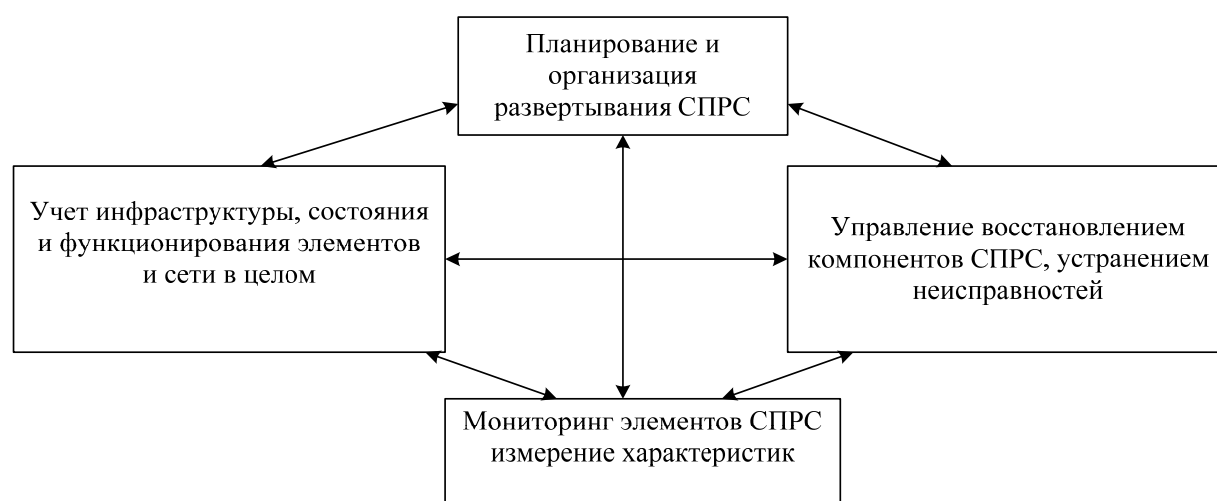 Планирование и
организация
развертывания СПРС
Учет инфраструктуры, состояния
и функционирования элементов
и сети в целом
Управление восстановлением
компонентов СПРС, устранением
неисправностей
Мониторинг элементов СПРС
измерение характеристик